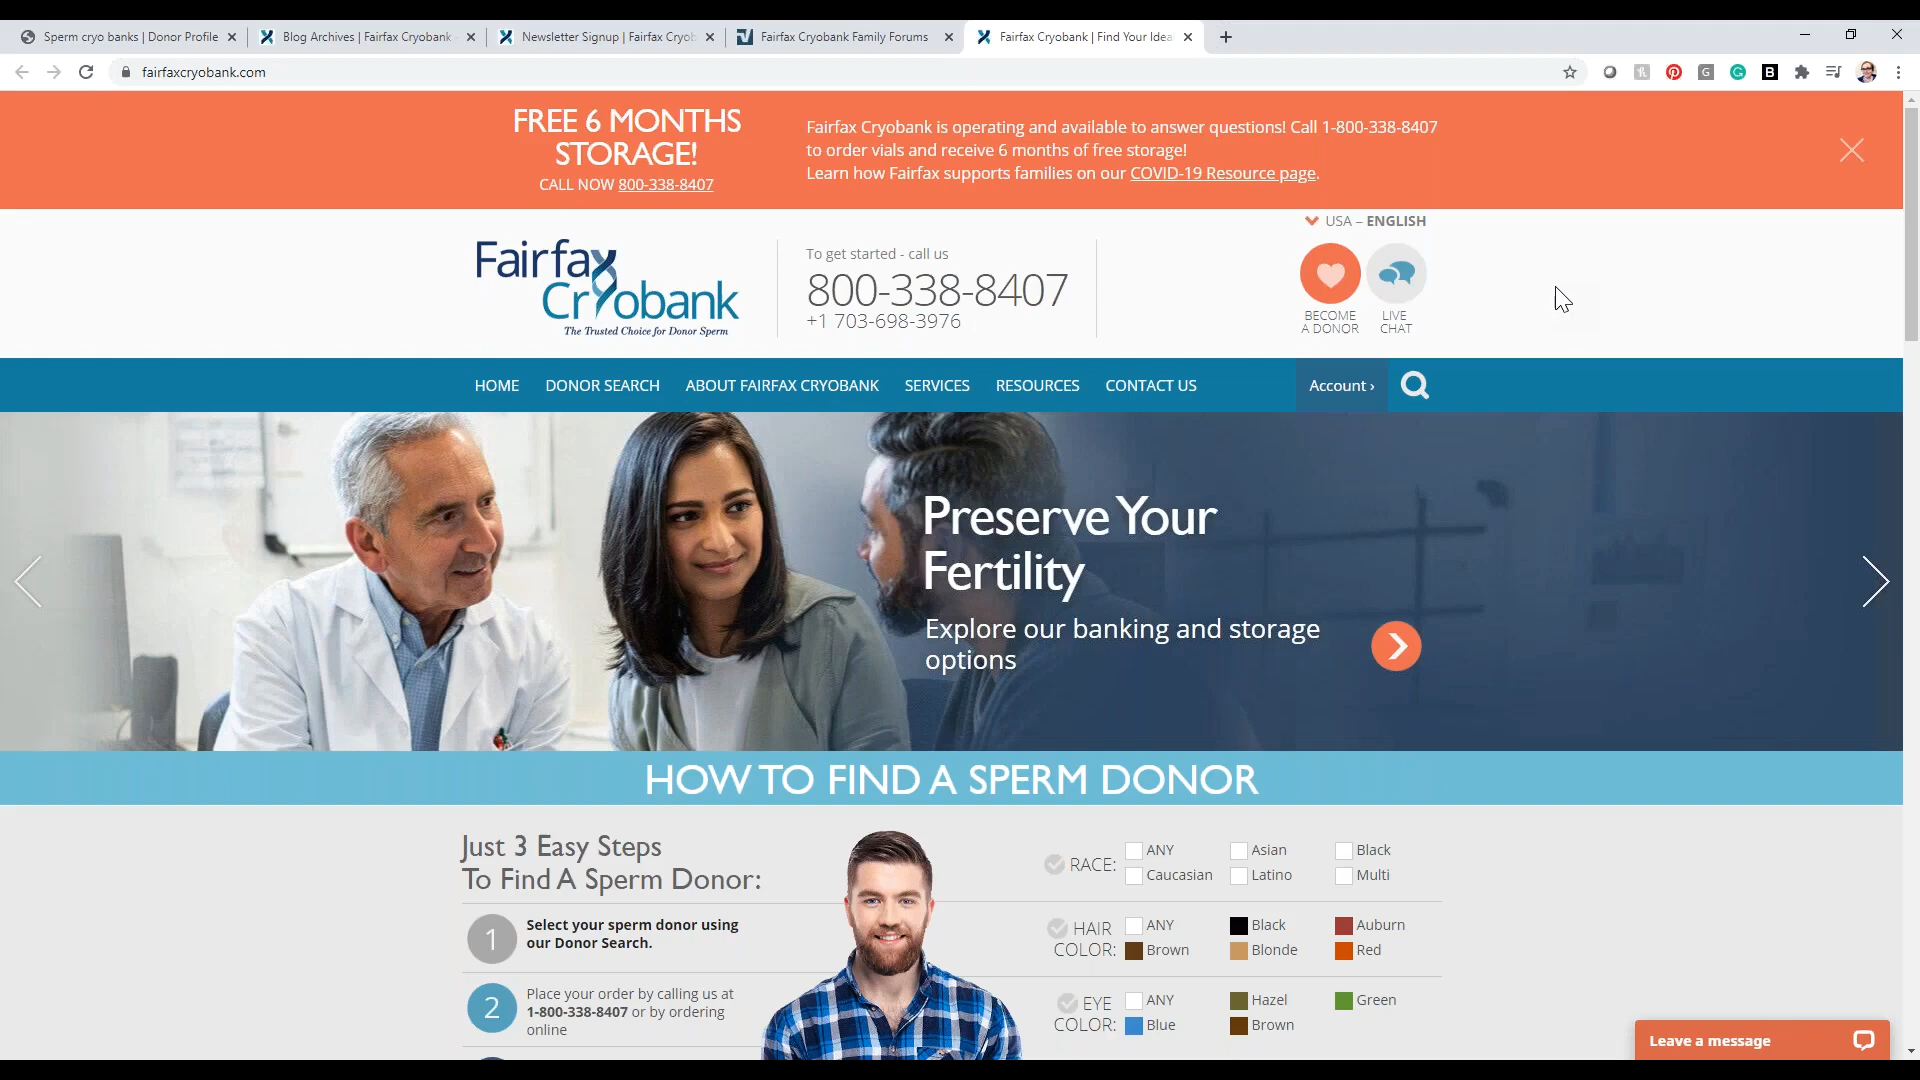 Sperm cryo banks | Donor Profile
Blog Archives | Fairfax Cryobank
Newsletter Signup | Fairfax Cryob
Fairfax Cryobank Family Forums
Fairfax Cryobank | Find Your Idea
fairfaxcryobank.com
FREE 6 MONTHS
STORAGE!
CALL NOW 800-338-8407
Fairfax Cryobank is operating and available to answer questions! Call 1-800-338-8407
to order vials and receive 6 months of free storage!
Learn how Fairfax supports families on our COVID-19 Resource page.
USA – ENGLISH
Fairfax
Cryobank
The Trusted Choice for Donor Sperm
To get started - call us
800-338-8407
+1 703-698-3976
BECOME
A DONOR
LIVE
CHAT
HOME DONOR SEARCH ABOUT FAIRFAX CRYOBANK SERVICES RESOURCES CONTACT US Account ›
Preserve Your
Fertility
Explore our banking and storage
options
HOW TO FIND A SPERM DONOR
Just 3 Easy Steps
To Find A Sperm Donor:
1
Select your sperm donor using
our Donor Search.
2
Place your order by calling us at
1-800-338-8407 or by ordering
online
RACE:
ANY Asian Black
Caucasian Latino Multi
HAIR
COLOR:
ANY Black Auburn
Brown Blonde Red
EYE
COLOR:
ANY Hazel Green
Blue Brown
Leave a message